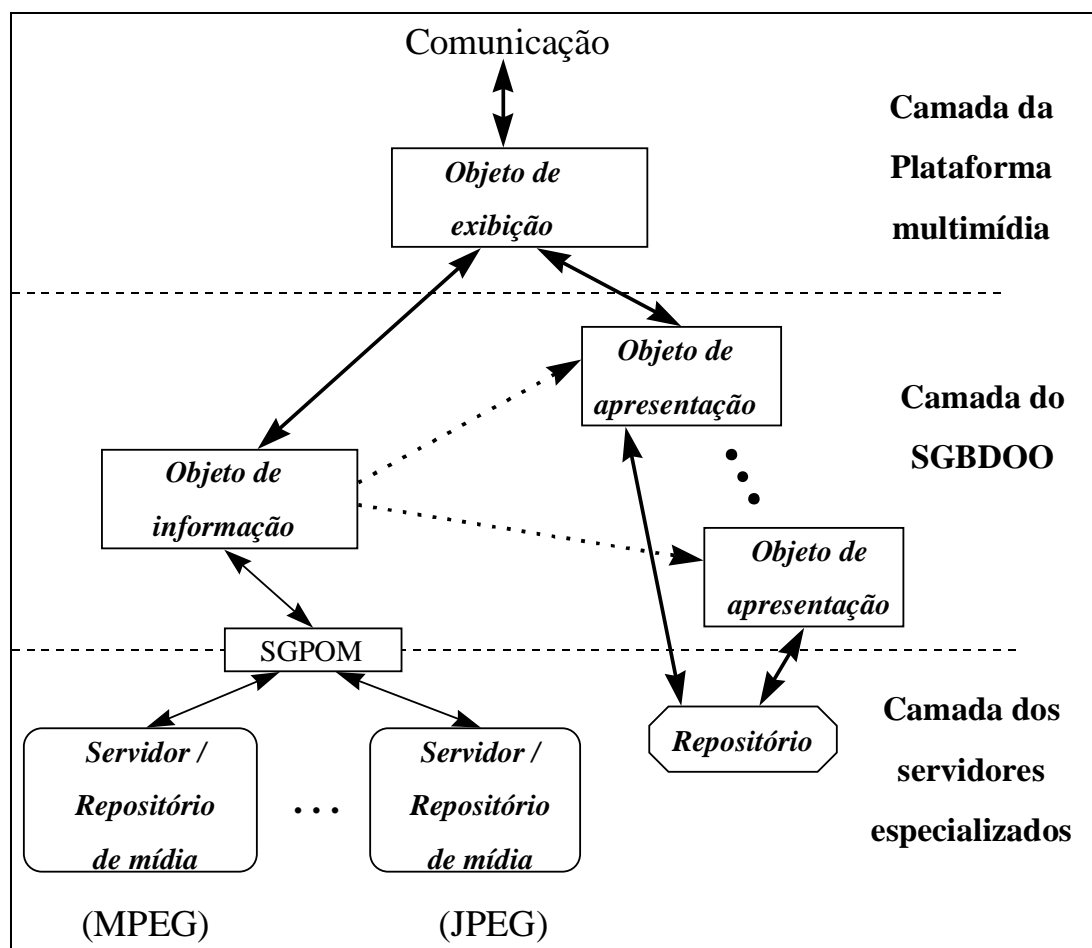 Comunicação
Camada da
Plataforma
multimídia
Objeto de
exibição
Objeto de
apresentação
Camada do
SGBDOO
Objeto de
informação
Objeto de
apresentação
SGPOM
Camada dos
servidores
especializados
Repositório
Servidor /
Repositório
de mídia
. . .
Servidor /
Repositório
de mídia
(MPEG)
(JPEG)